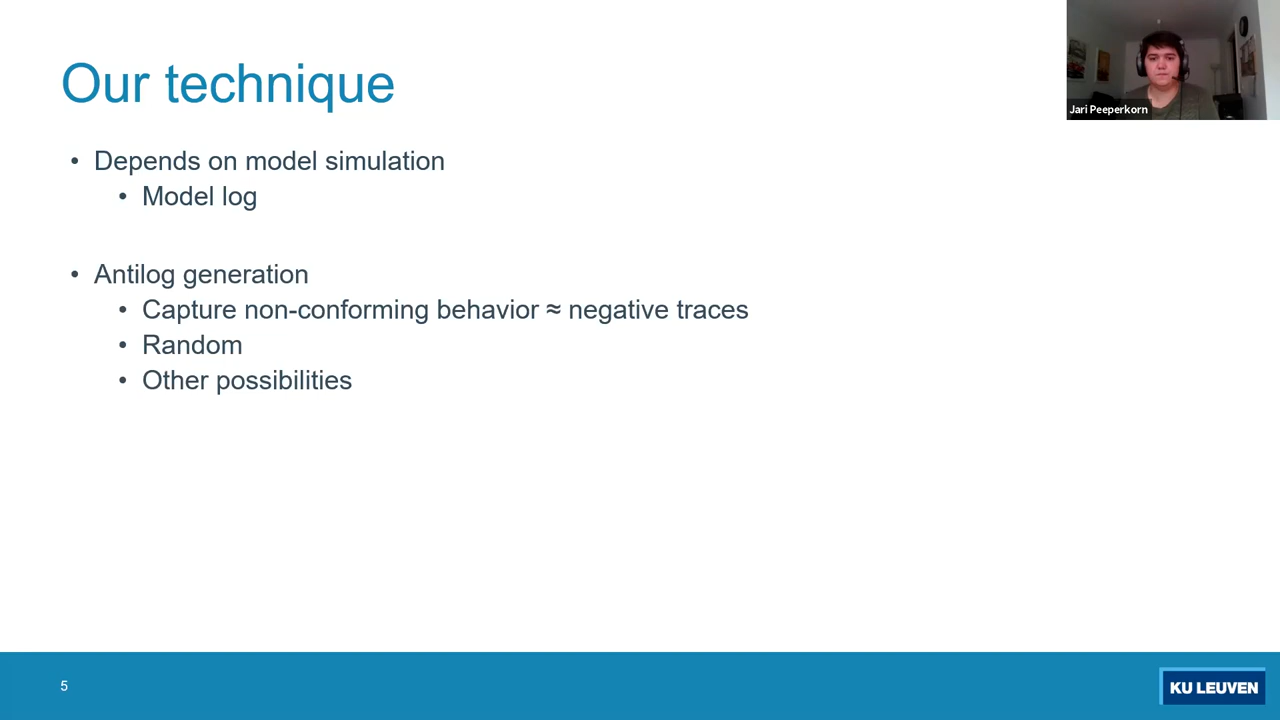 Our technique
Jari Peeperkorn
• Depends on model simulation
• Model log
• Antilog generation
• Capture non-conforming behavior ≈ negative traces
• Random
• Other possibilities
5
KU LEUVEN